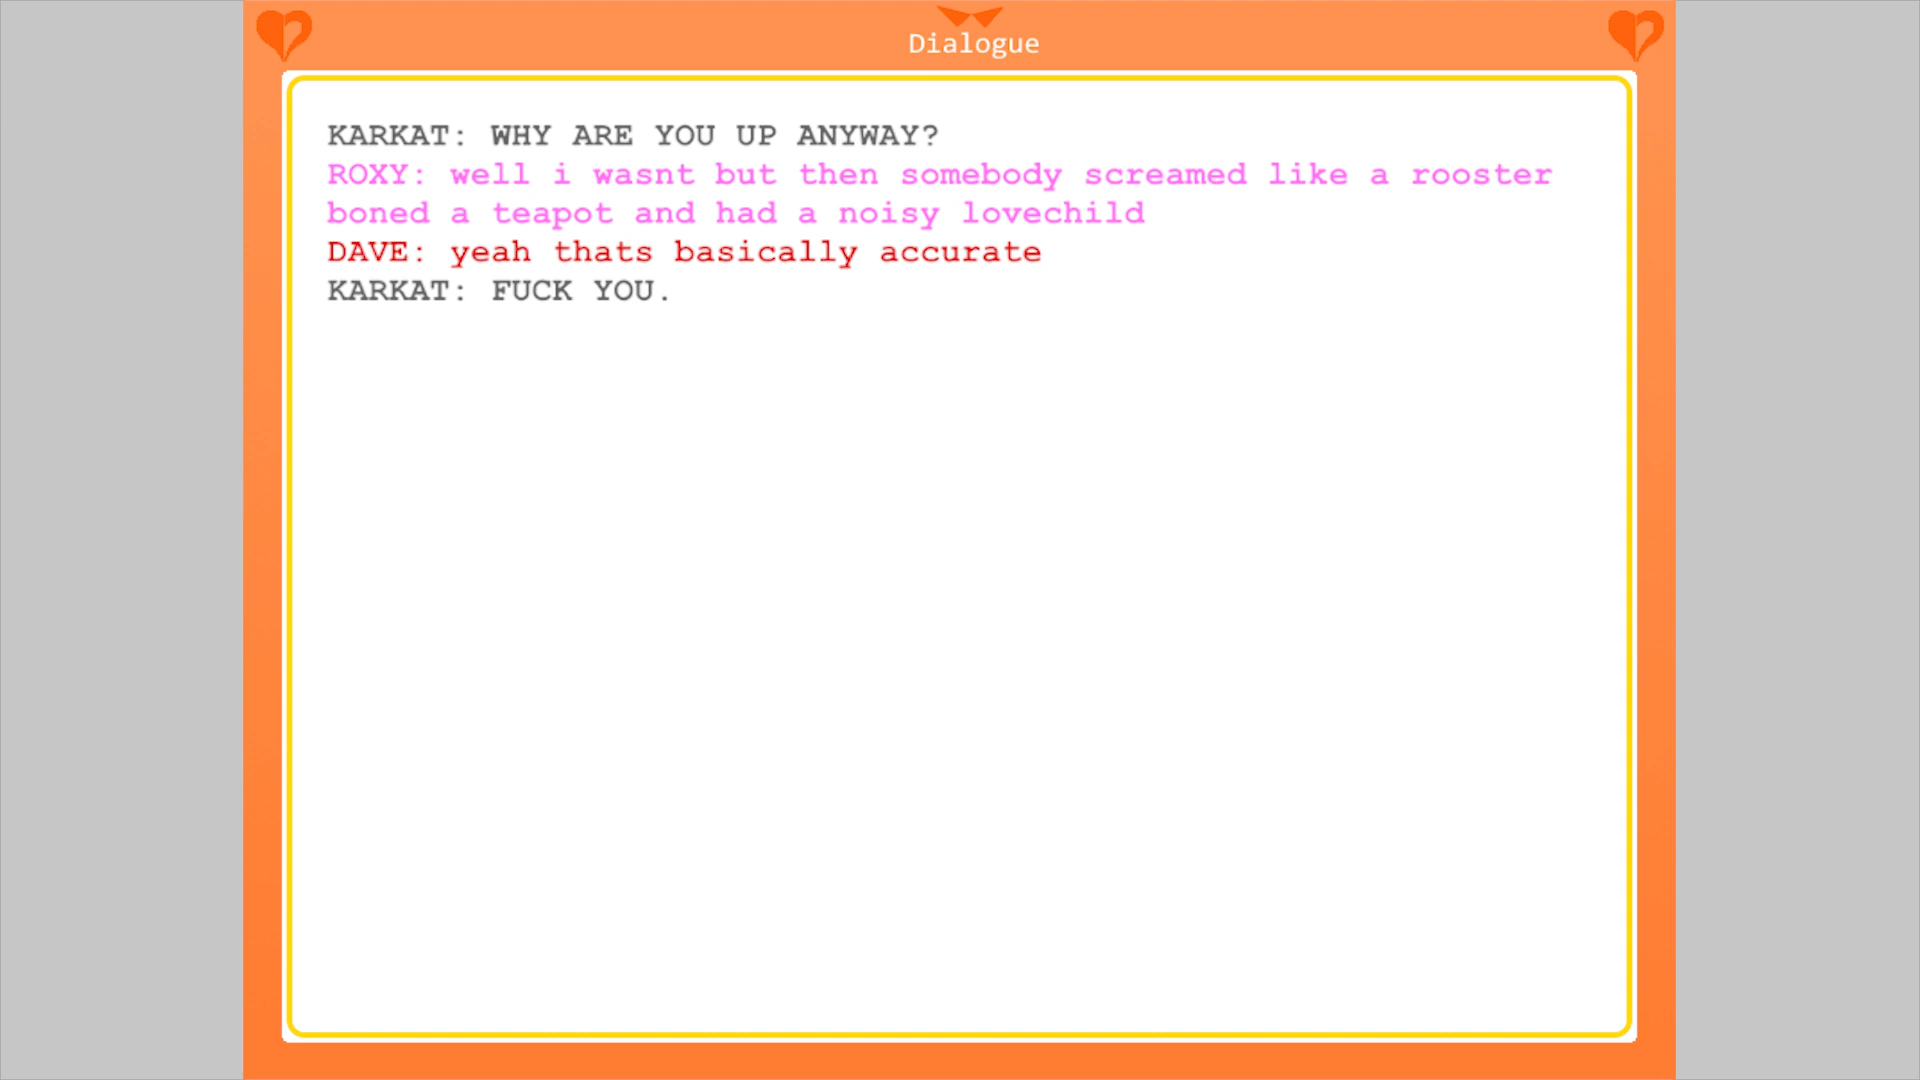 Dialogue
KARKAT: WHY ARE YOU UP ANYWAY?
ROXY: well i wasnt but then somebody screamed like a rooster
boned a teapot and had a noisy lovechild
DAVE: yeah thats basically accurate
KARKAT: FUCK YOU.